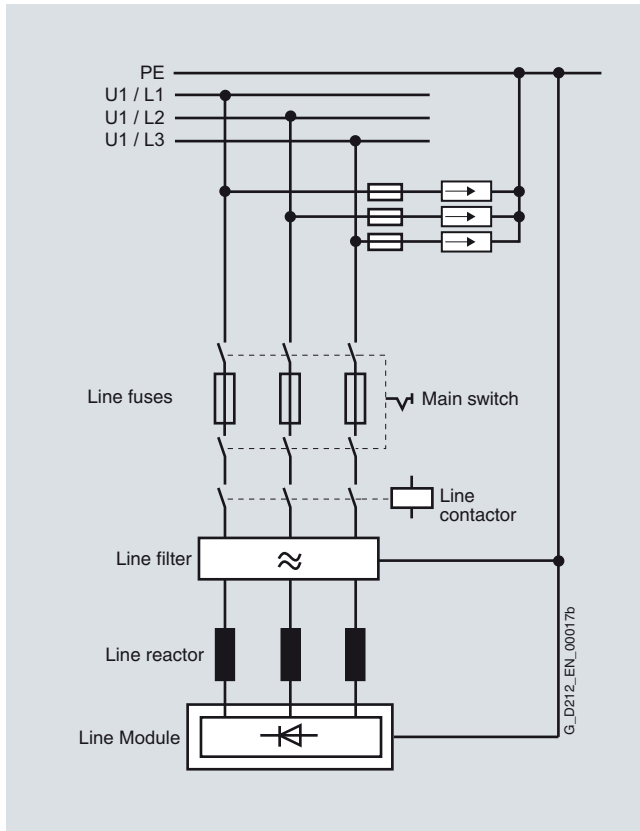 PE
U1 / L1
U1 / L2
U1 / L3
Line fuses
Main switch
Line
contactor
Line filter
Line reactor
Line Module
G_D212_EN_00017b